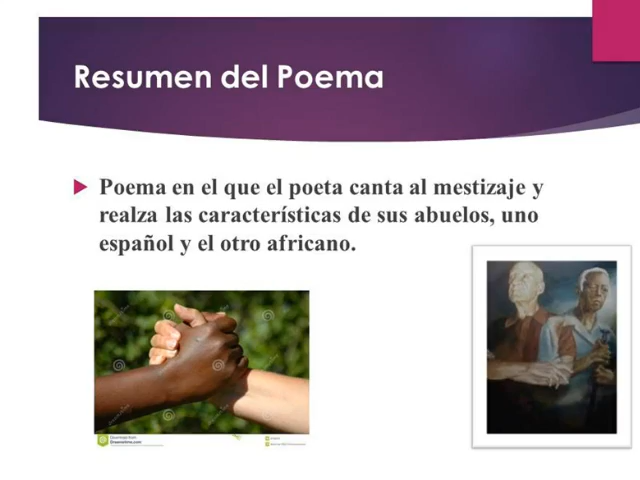 Resumen del Poema
Poema en el que el poeta canta al mestizaje y
realza las características de sus abuelos, uno
español y el otro africano.